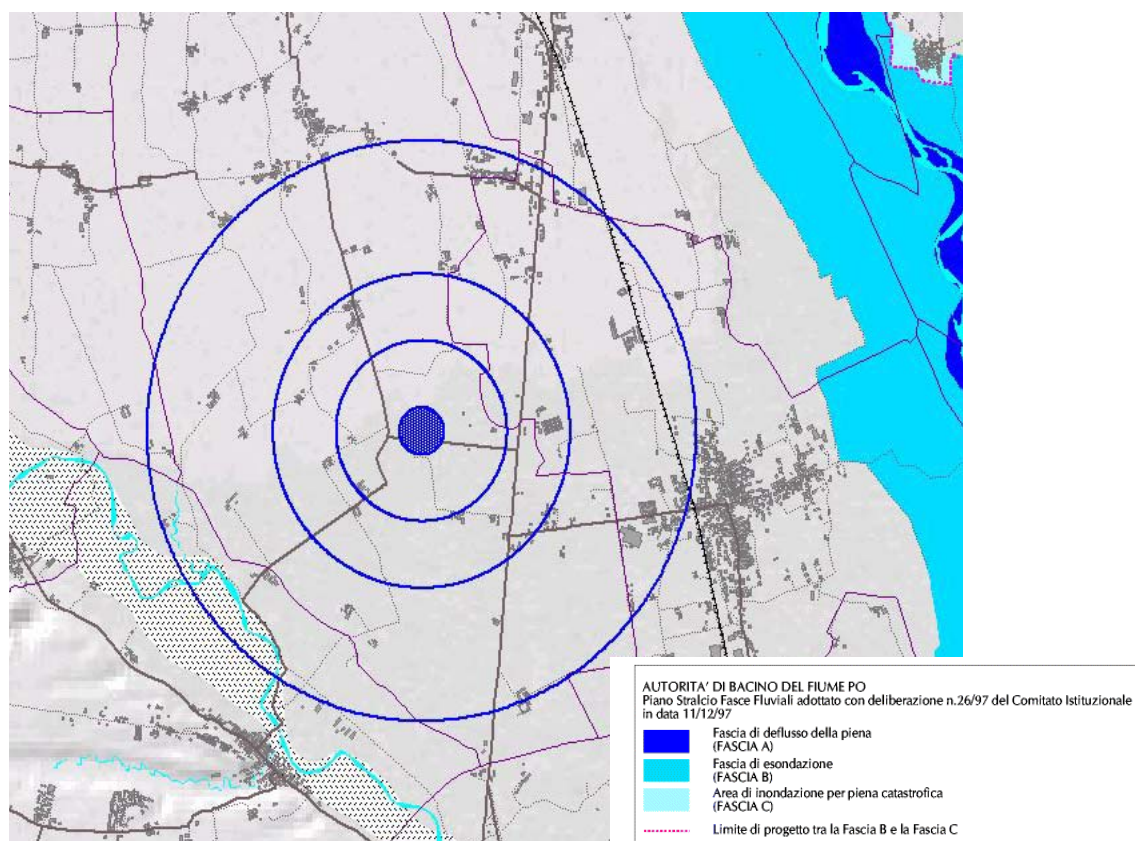 AUTORITA' DI BACINO DEL FIUME PO
Piano Stralcio Fasce Fluviali adottato con deliberazione n.26/97 del Comitato Istituzionale
in data 11/12/97
Fascia di deflusso della piena
(FASCIA A)
Fascia di esondazione
(FASCIA B)
Area di inondazione per piena catastrofica
(FASCIA C)
Limite di progetto tra la Fascia B e la Fascia C